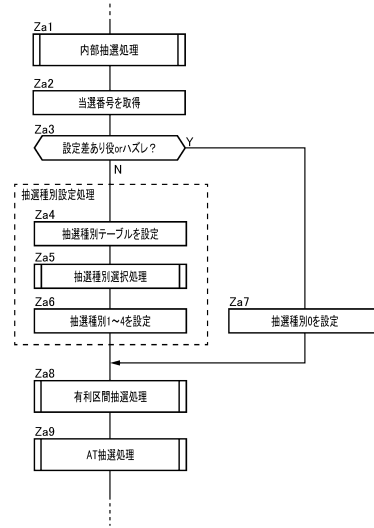 Za1
内部抽選処理
Za2
当選番号を取得
Za3
設定差あり役orハズレ？
Y
N
抽選種別設定処理
Za4
抽選種別テーブルを設定
Za5
抽選種別選択処理
Za6
抽選種別1～4を設定
Za7
抽選種別0を設定
Za8
有利区間抽選処理
Za9
AT抽選処理